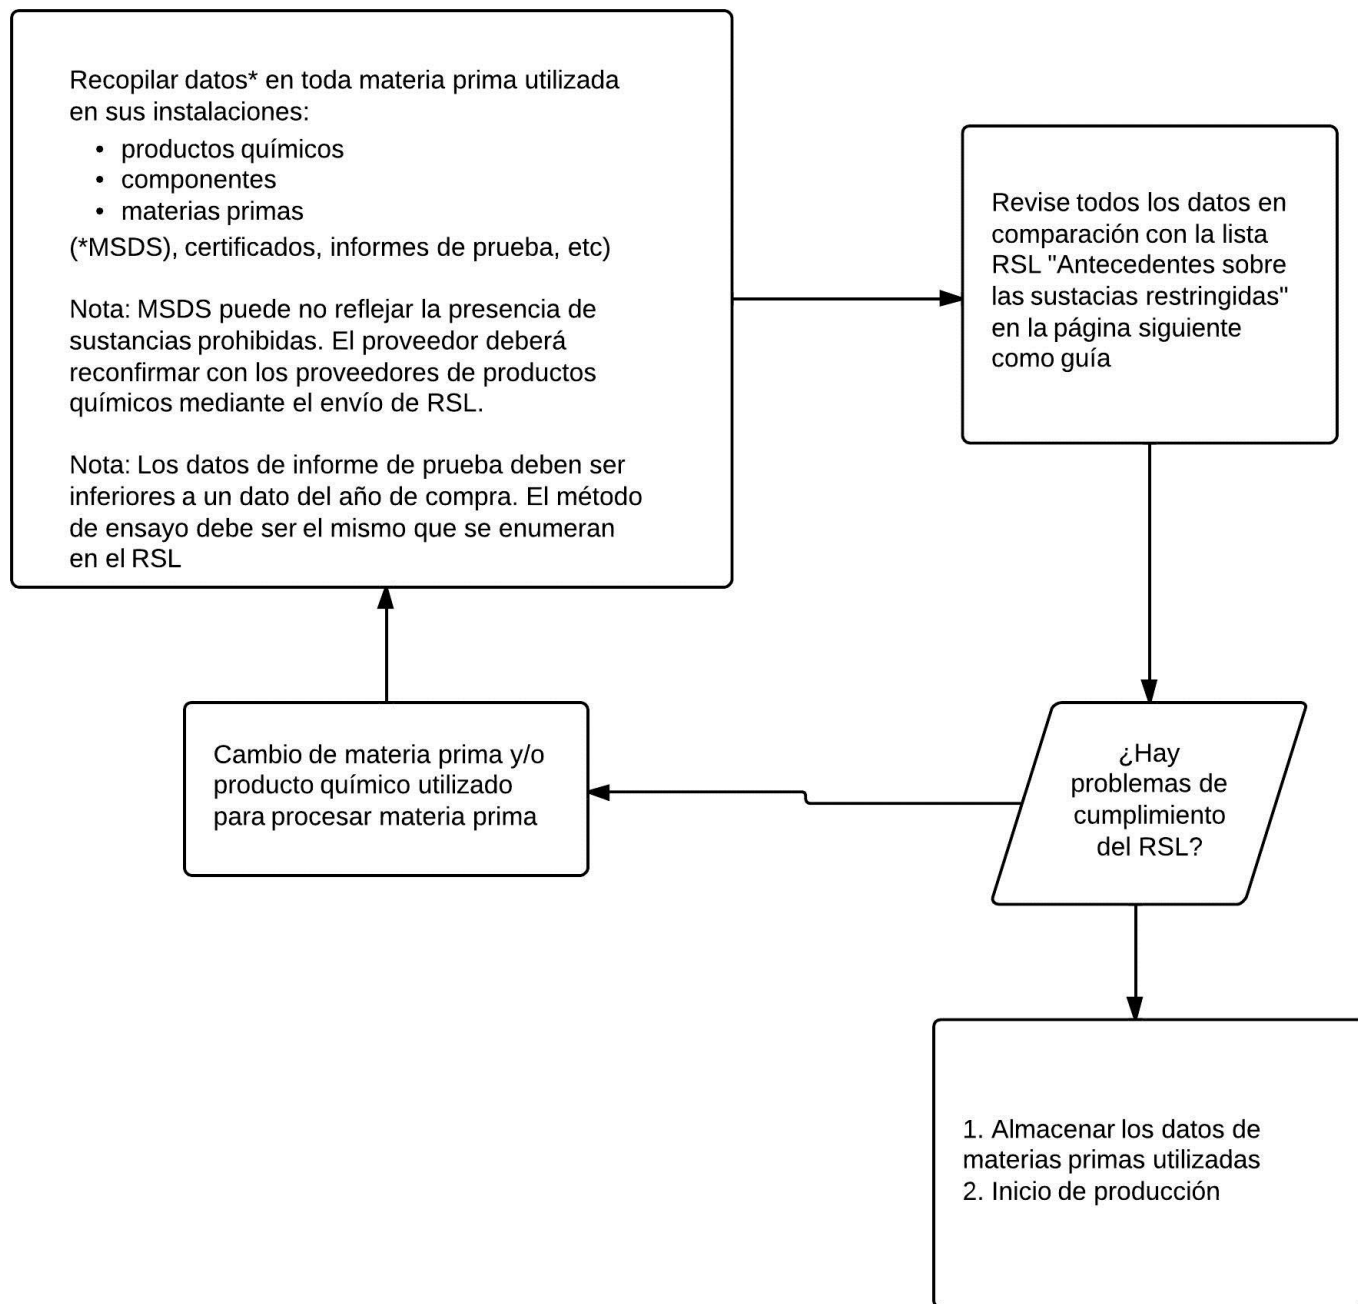 Recopilar datos* en toda materia prima utilizada
en sus instalaciones:
• productos químicos
• componentes
• materias primas
(*MSDS), certificados, informes de prueba, etc)
Nota: MSDS puede no reflejar la presencia de
sustancias prohibidas. El proveedor deberá
reconfirmar con los proveedores de productos
químicos mediante el envío de RSL.
Nota: Los datos de informe de prueba deben ser
inferiores a un dato del año de compra. El método
de ensayo debe ser el mismo que se enumeran
en el RSL
Revise todos los datos en
comparación con la lista
RSL "Antecedentes sobre
las sustacias restringidas"
en la página siguiente
como guía
Cambio de materia prima y/o
producto químico utilizado
para procesar materia prima
¿Hay
problemas de
cumplimiento
del RSL?
1. Almacenar los datos de
materias primas utilizadas
2. Inicio de producción